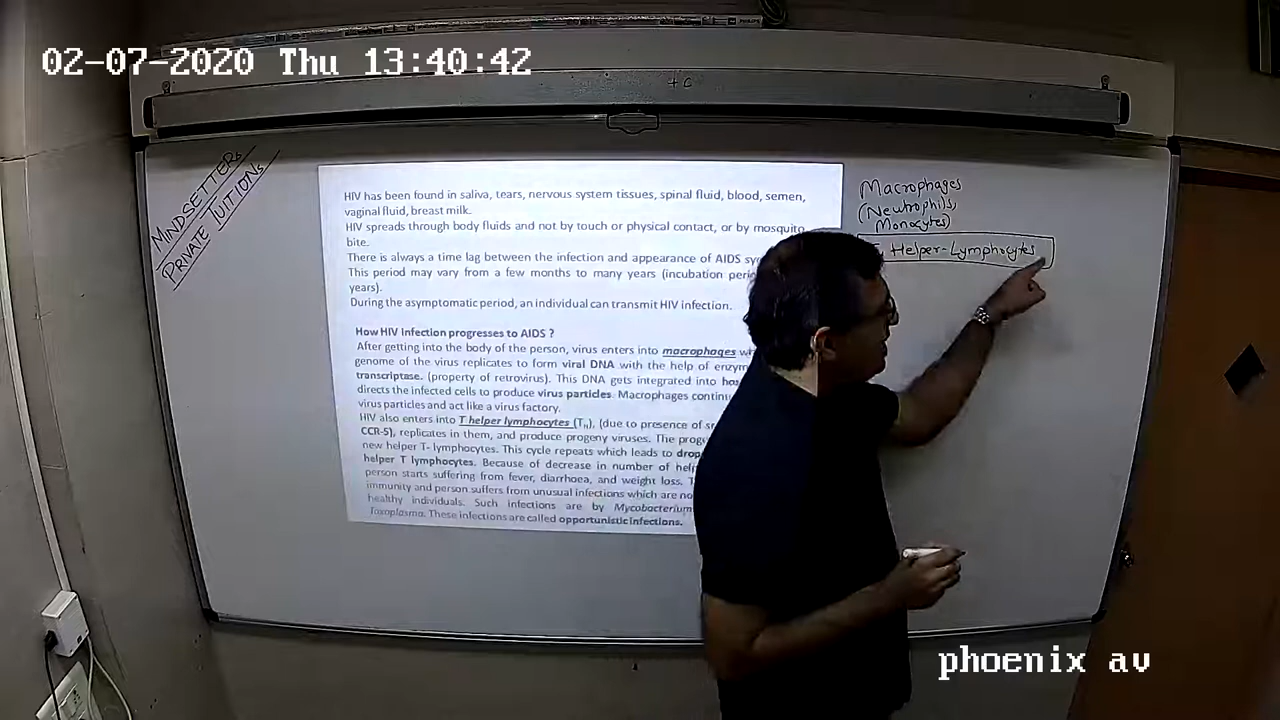 02-07-2020 Thu 13:40:42
+c
MINDSETTERS
PRIVATE TUITIONS
HIV has been found in saliva, tears, nervous system tissues, spinal fluid, blood, semen,
vaginal fluid, breast milk.
HIV spreads through body fluids and not by touch or physical contact, or by mosquito
bite.
There is always a time lag between the infection and appearance of AIDS
This period may vary from a few months to many years (incubation
years).
During the asymptomatic period, an individual can transmit HIV infection.
How HIV Infection progresses to AIDS ?
After getting into the body of the person, virus enters into macrophages
genome of the virus replicates to form viral DNA with the help of
transcriptase. (property of retrovirus). This DNA gets integrated into
directs the infected cells to produce virus particles. Macrophages
virus particles and act like a virus factory.
HIV also enters into T helper lymphocytes (TH), (due to presence of
CCR-5), replicates in them, and produce progeny viruses. The
new helper T- lymphocytes. This cycle repeats which leads to
helper T lymphocytes. Because of decrease in number of
person starts suffering from fever, diarrhoea, and weight loss.
immunity and person suffers from unusual infections which are
healthy individuals. Such infections are by Mycobacterium
Toxoplasma. These infections are called opportunistic infections.
Macrophages
(Neutrophils,
Monocytes)
Helper-Lymphocytes
phoenix av